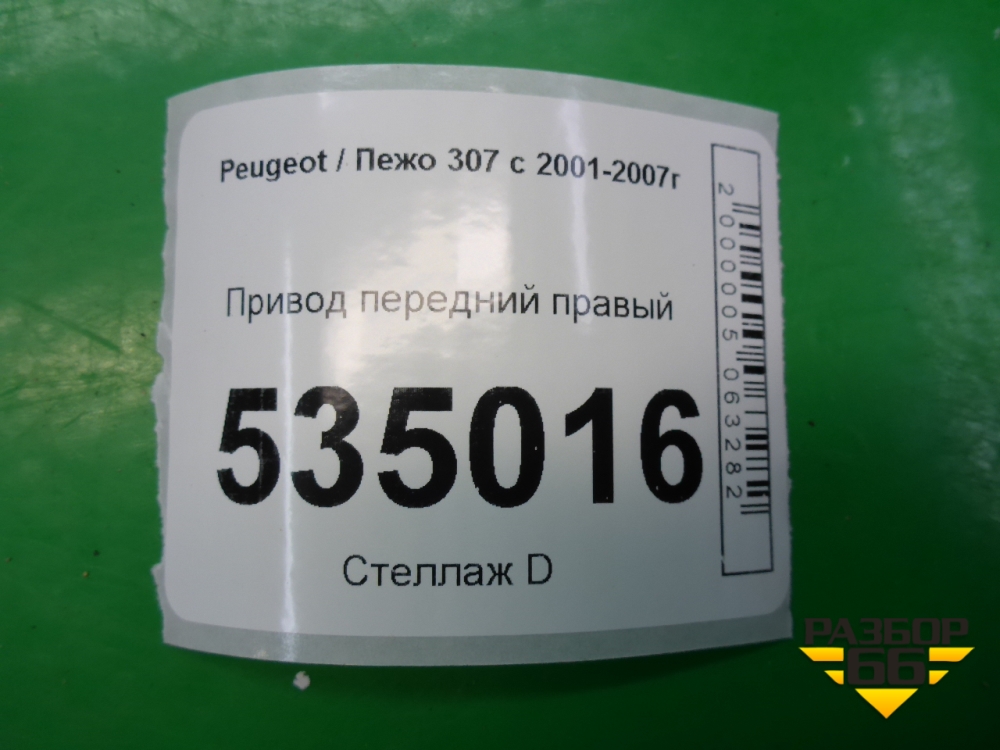 Peugeot / Пежо 307 с 2001-2007г
Привод передний правый
535016
Стеллаж D
2000005063282
РАЗБОР
66